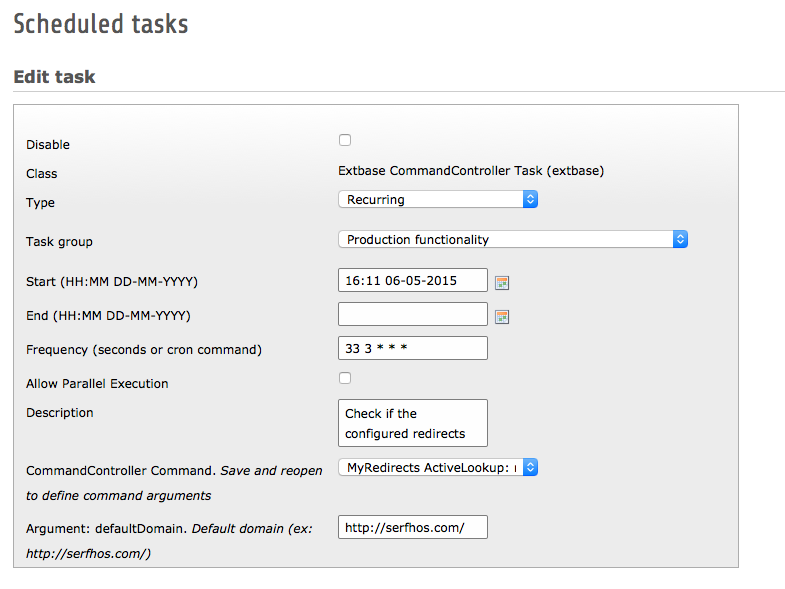 Scheduled tasks
Edit task
Disable
Class Extbase CommandController Task (extbase)
Type Recurring
Task group Production functionality
Start (HH:MM DD-MM-YYYY) 16:11 06-05-2015
End (HH:MM DD-MM-YYYY)
Frequency (seconds or cron command) 33 3 * * *
Allow Parallel Execution
Description Check if the
configured redirects
CommandController Command. Save and reopen MyRedirects ActiveLookup:
to define command arguments
Argument: defaultDomain. Default domain (ex: http://serfhos.com/
http://serfhos.com/)